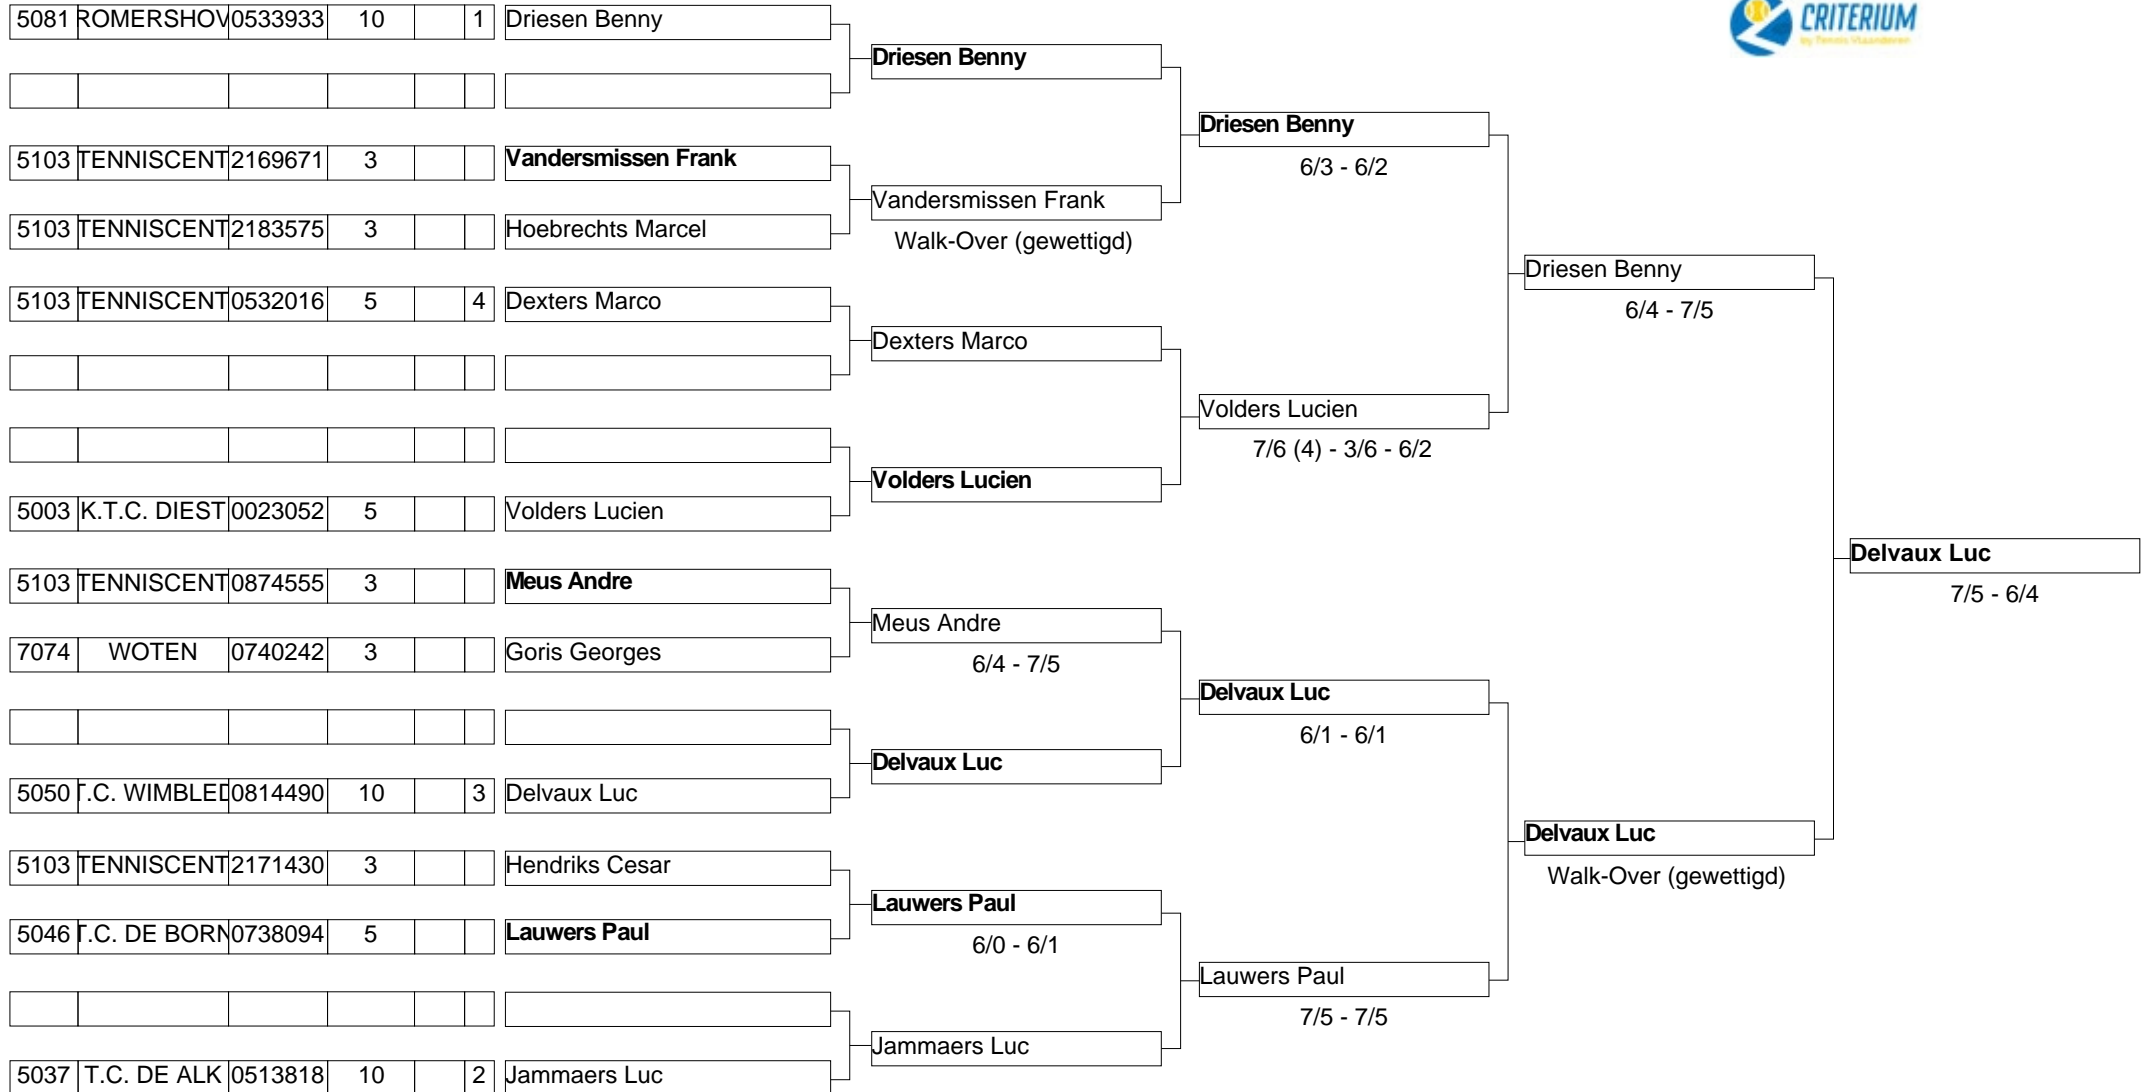 CRITERIUM
by Tennis Vlaanderen
5081 ROMERSHOV 0533933 10 1 Driesen Benny
Driesen Benny
Driesen Benny
6/3 - 6/2
5103 TENNISCENT 2169671 3 Vandersmissen Frank
Vandersmissen Frank
5103 TENNISCENT 2183575 3 Hoebrechts Marcel
Walk-Over (gewettigd)
Driesen Benny
6/4 - 7/5
5103 TENNISCENT 0532016 5 4 Dexters Marco
Dexters Marco
Volders Lucien
7/6 (4) - 3/6 - 6/2
Volders Lucien
5003 K.T.C. DIEST 0023052 5 Volders Lucien
Delvaux Luc
7/5 - 6/4
5103 TENNISCENT 0874555 3 Meus Andre
Meus Andre
7074 WOTEN 0740242 3 Goris Georges
6/4 - 7/5
Delvaux Luc
6/1 - 6/1
Delvaux Luc
5050 T.C. WIMBLED 0814490 10 3 Delvaux Luc
Delvaux Luc
Walk-Over (gewettigd)
5103 TENNISCENT 2171430 3 Hendriks Cesar
Lauwers Paul
5046 T.C. DE BORN 0738094 5 Lauwers Paul
6/0 - 6/1
Lauwers Paul
7/5 - 7/5
Jammaers Luc
5037 T.C. DE ALK 0513818 10 2 Jammaers Luc